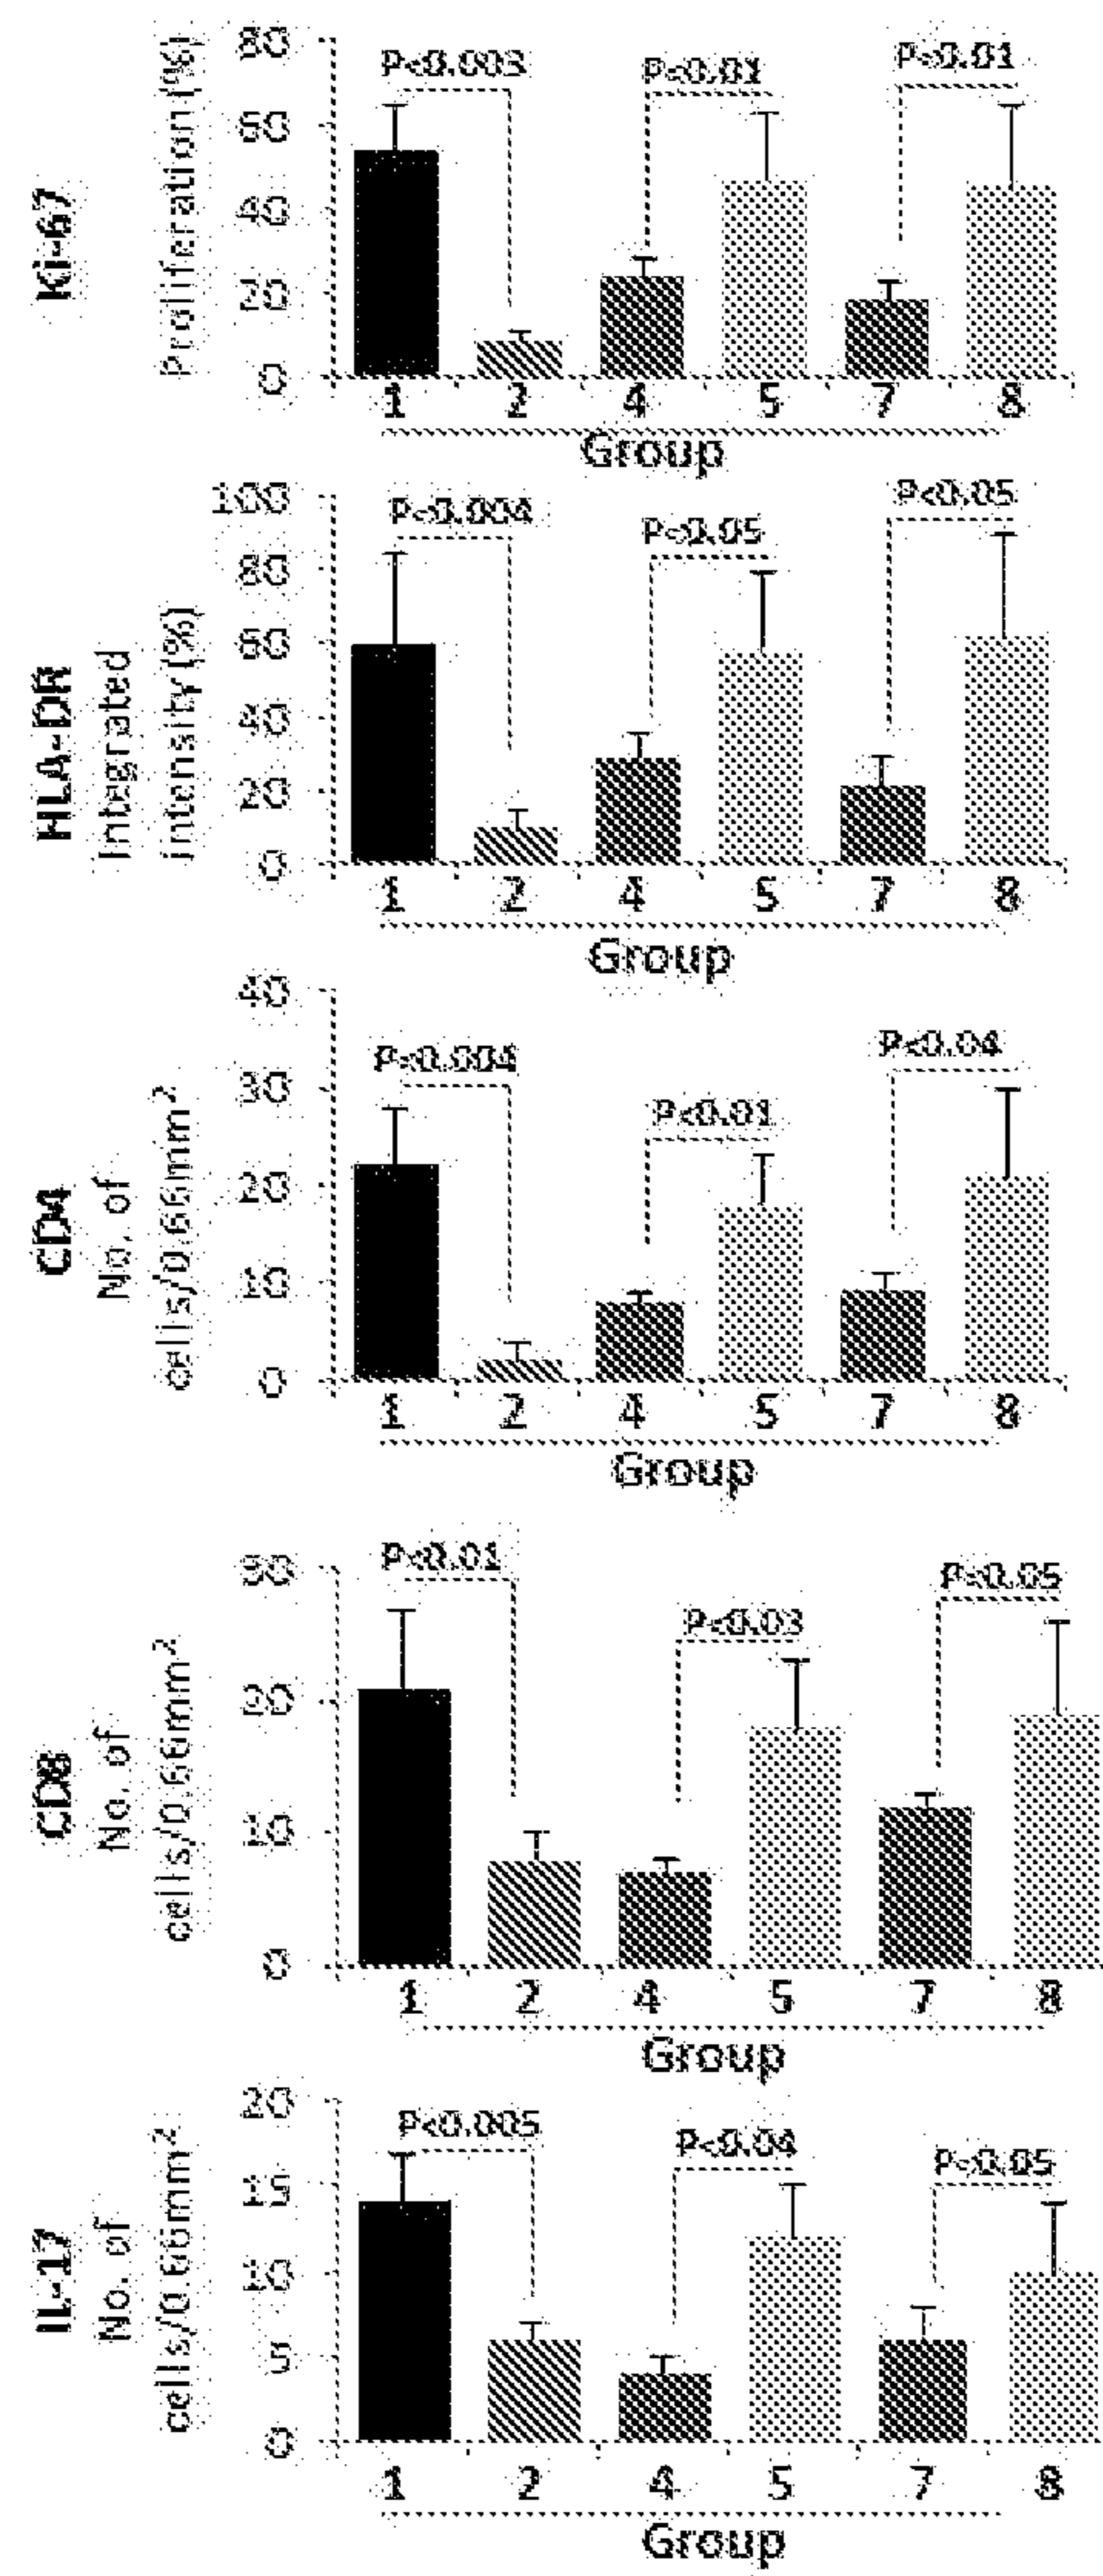 Ki-67
Proliferation (%)
80
60
40
20
0
P<0.003
P<0.01
P<0.01
1 2 4 5 7 8
Group
HLA-DR
Integrated
intensity (%)
100
80
60
40
20
0
P<0.004
P<0.05
P<0.05
1 2 4 5 7 8
Group
CD4
No. of
cells/0.66mm²
40
30
20
10
0
P<0.004
P<0.01
P<0.04
1 2 4 5 7 8
Group
CD8
No. of
cells/0.66mm²
30
20
10
0
P<0.01
P<0.03
P<0.05
1 2 4 5 7 8
Group
IL-17
No. of
cells/0.66mm²
20
15
10
5
0
P<0.005
P<0.04
P<0.05
1 2 4 5 7 8
Group